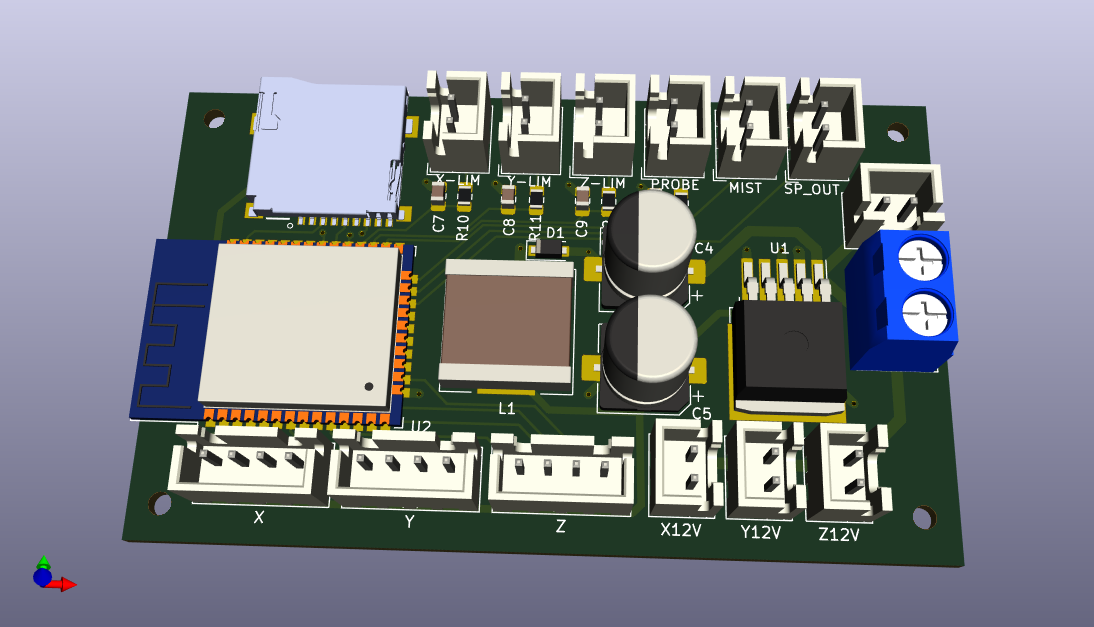 X-LIM
Y-LIM
Z-LIM
PROBE
MIST
SP_OUT
C7
R10
C8
R11
C9
D1
C4
U1
+
+
L1
C5
U2
X
Y
Z
X12V
Y12V
Z12V